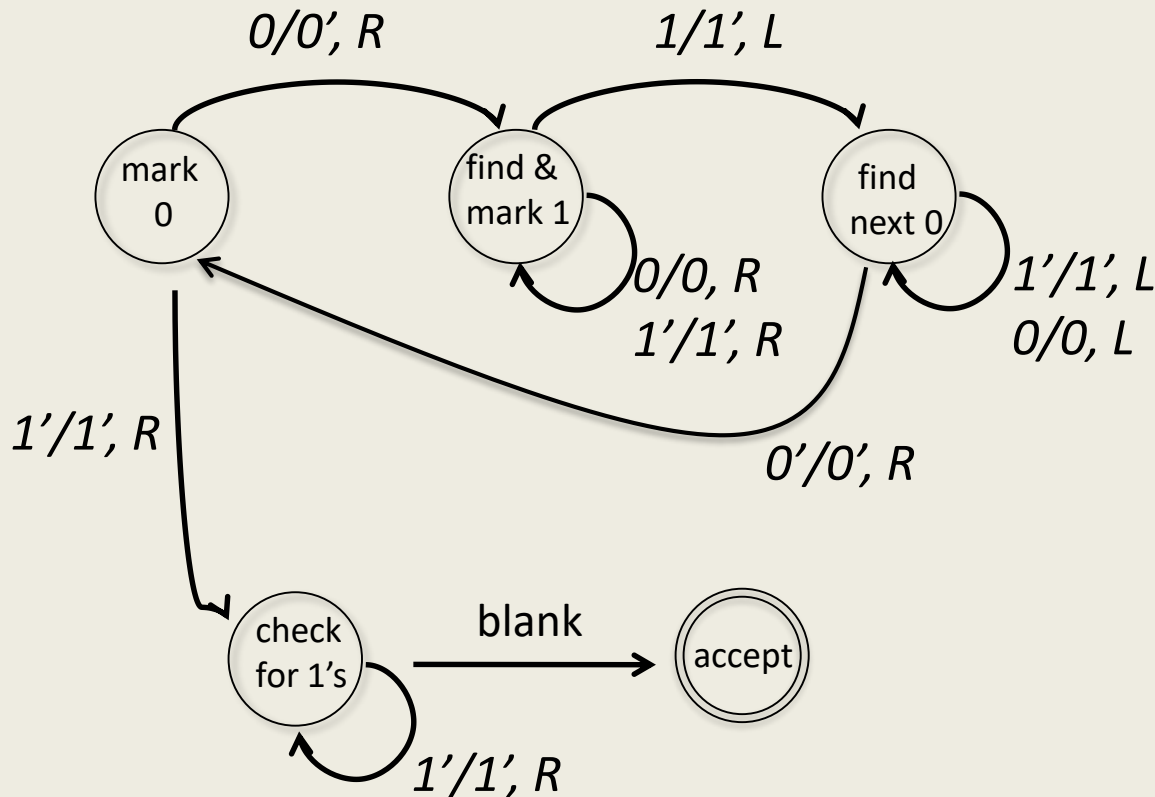 0/0’, R
1/1’, L
mark
0
find &
mark 1
find
next 0
0/0, R
1’/1’, R
1’/1’, L
0/0, L
1’/1’, R
0’/0’, R
check
for 1’s
blank
accept
1’/1’, R